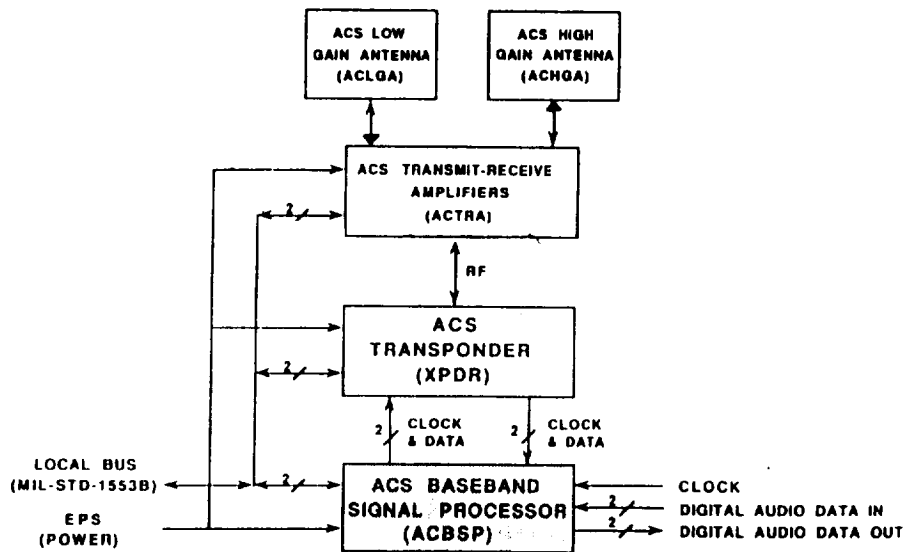 ACS LOW
GAIN ANTENNA
(ACLGA)
ACS HIGH
GAIN ANTENNA
(ACHGA)
ACS TRANSMIT-RECEIVE
AMPLIFIERS
(ACTRA)
2
RF
ACS
TRANSPONDER
(XPDR)
2
2
CLOCK
& DATA
2
CLOCK
& DATA
LOCAL BUS
(MIL-STD-1553B)
2
EPS
(POWER)
ACS BASEBAND
SIGNAL PROCESSOR
(ACBSP)
CLOCK
2
DIGITAL AUDIO DATA IN
2
DIGITAL AUDIO DATA OUT